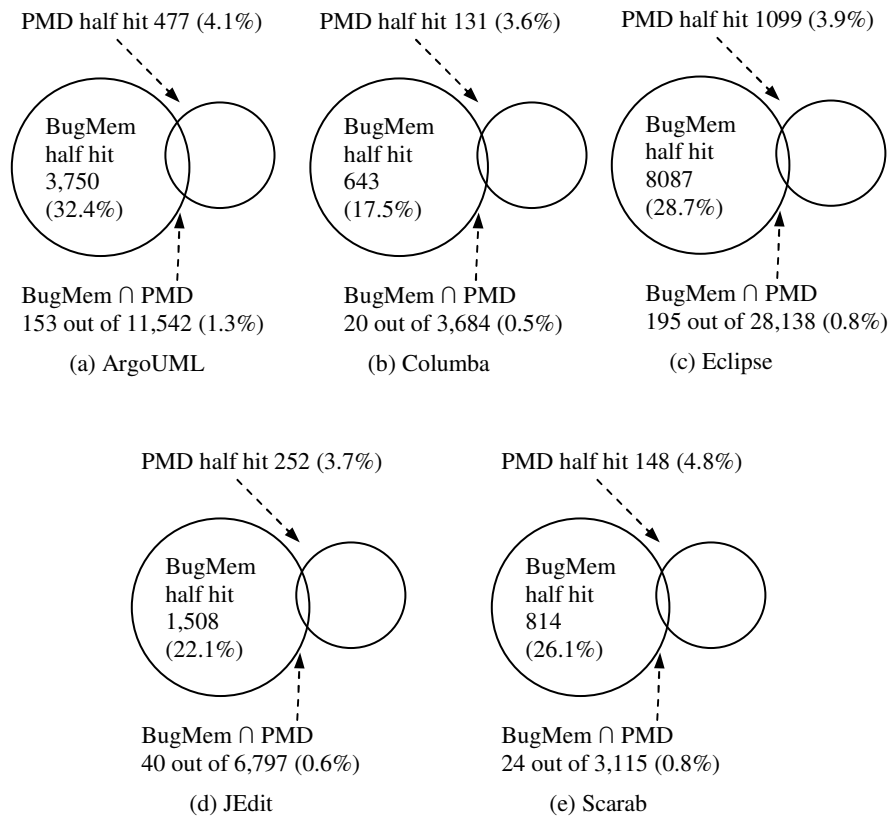 PMD half hit 477 (4.1%)
BugMem
half hit
3,750
(32.4%)
BugMem ∩ PMD
153 out of 11,542 (1.3%)
(a) ArgoUML
PMD half hit 131 (3.6%)
BugMem
half hit
643
(17.5%)
BugMem ∩ PMD
20 out of 3,684 (0.5%)
(b) Columba
PMD half hit 1099 (3.9%)
BugMem
half hit
8087
(28.7%)
BugMem ∩ PMD
195 out of 28,138 (0.8%)
(c) Eclipse
PMD half hit 252 (3.7%)
BugMem
half hit
1,508
(22.1%)
BugMem ∩ PMD
40 out of 6,797 (0.6%)
(d) JEdit
PMD half hit 148 (4.8%)
BugMem
half hit
814
(26.1%)
BugMem ∩ PMD
24 out of 3,115 (0.8%)
(e) Scarab